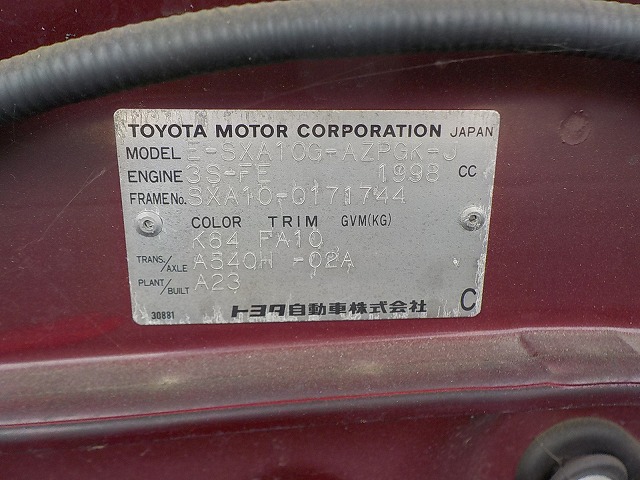 TOYOTA MOTOR CORPORATION JAPAN
MODEL E-SXA10G-AZPGK-J
ENGINE 3S-FE 1998 CC
FRAME No. SXA10-0171744
COLOR TRIM GVM(KG)
K64 FA10
TRANS./AXLE A540H -02A
PLANT/BUILT A23
30881 トヨタ自動車株式会社 C